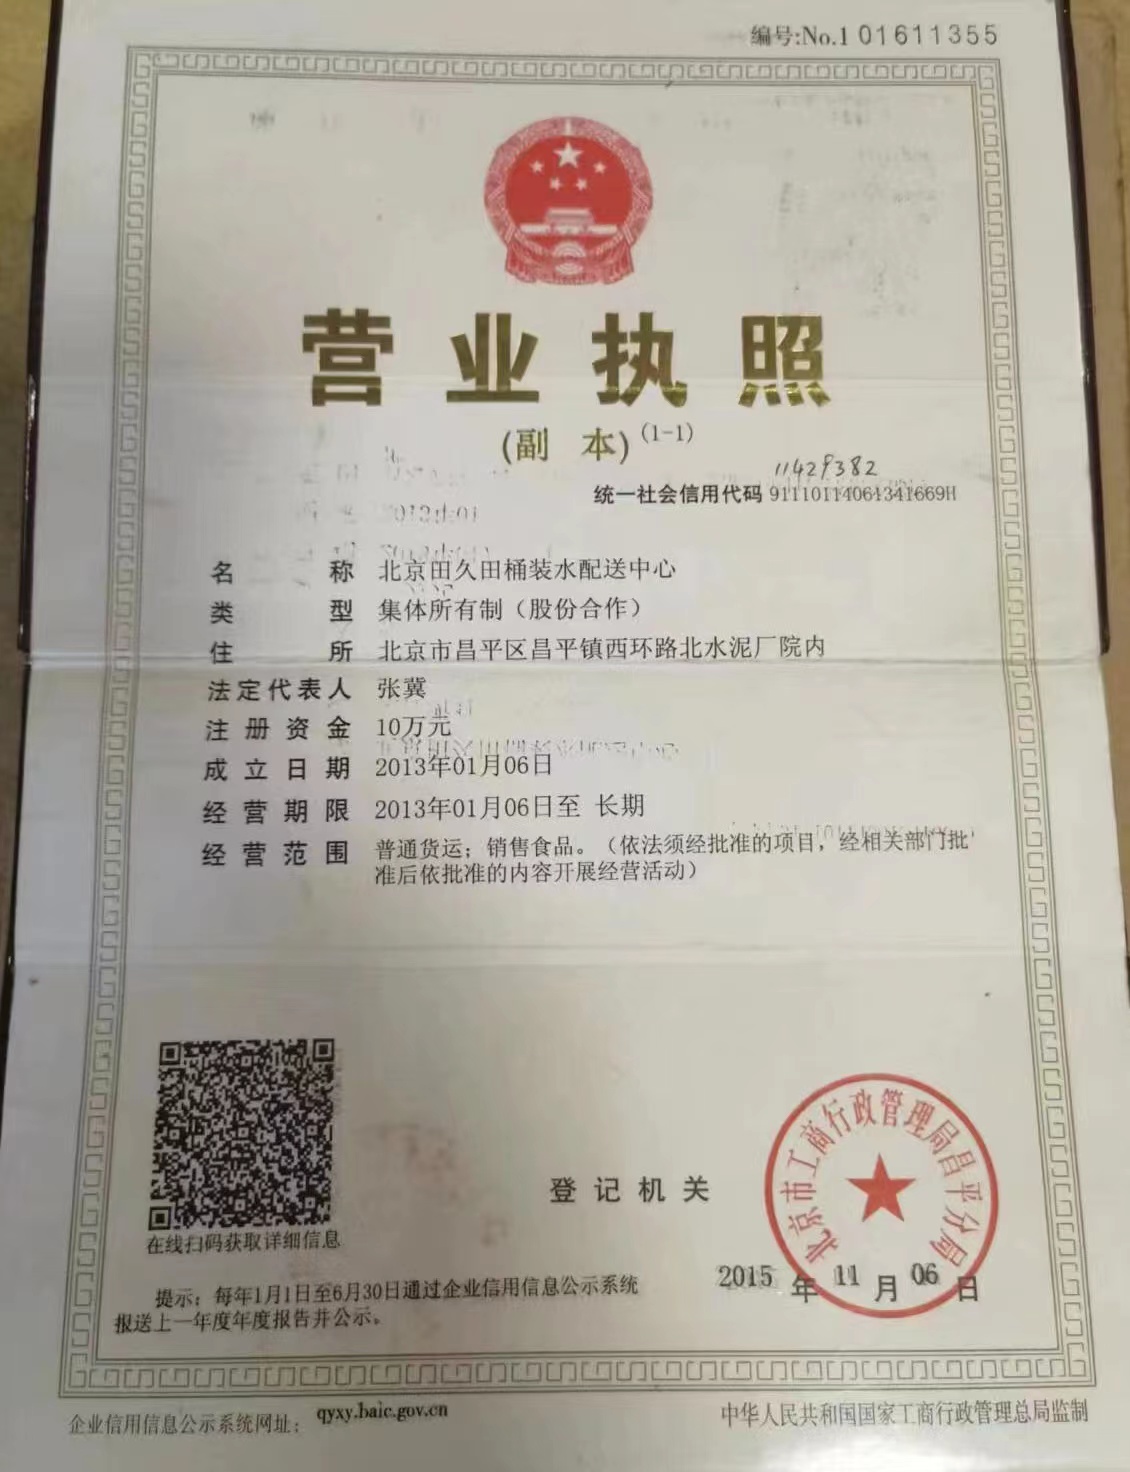 编号:No.1 01611355
营业执照
(副 本) (1-1)
11429382
统一社会信用代码 91110114064341669H
名称 北京田久田桶装水配送中心
类型 集体所有制（股份合作）
住所 北京市昌平区昌平镇西环路北水泥厂院内
法定代表人 张冀
注册资金 10万元
成立日期 2013年01月06日
经营期限 2013年01月06日至 长期
经营范围 普通货运；销售食品。（依法须经批准的项目，经相关部门批
准后依批准的内容开展经营活动）
在线扫码获取详细信息
登记机关
北京市工商行政管理局昌平分局
2015 年 11 月 06 日
提示：每年1月1日至6月30日通过企业信用信息公示系统
报送上一年度年度报告并公示。
企业信用信息公示系统网址： qyxy.baic.gov.cn
中华人民共和国国家工商行政管理总局监制